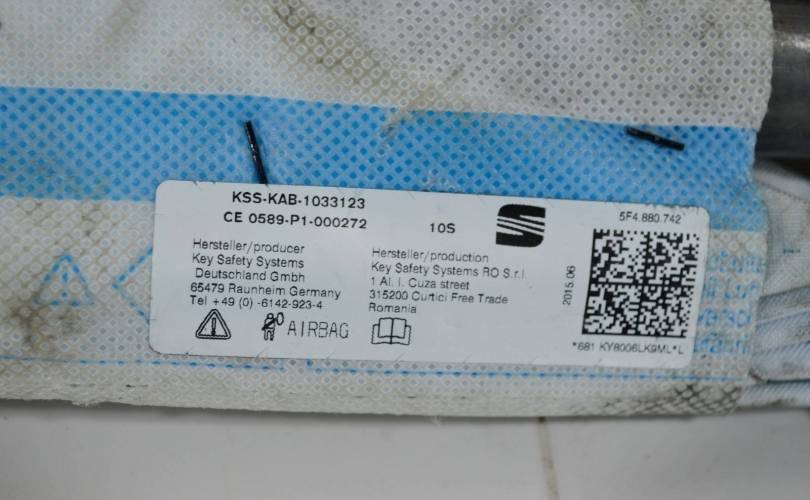 KSS-KAB-1033123
CE 0589-P1-000272
10S
Hersteller/producer
Key Safety Systems
Deutschland Gmbh
65479 Raunheim Germany
Tel +49 (0) -6142-923-4
AIRBAG
Hersteller/production
Key Safety Systems RO S.r.l.
1 Al. I. Cuza street
315200 Curtici Free Trade
Romania
2015.06
5F4.880.742
*681 KY8006LK9ML*L